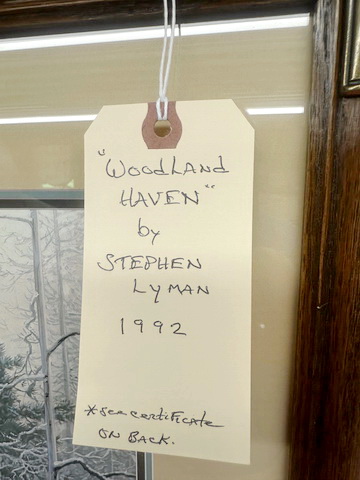 "Woodland
HAVEN"
by
STEPHEN
LYMAN
1992
*see certificate
ON BACK.